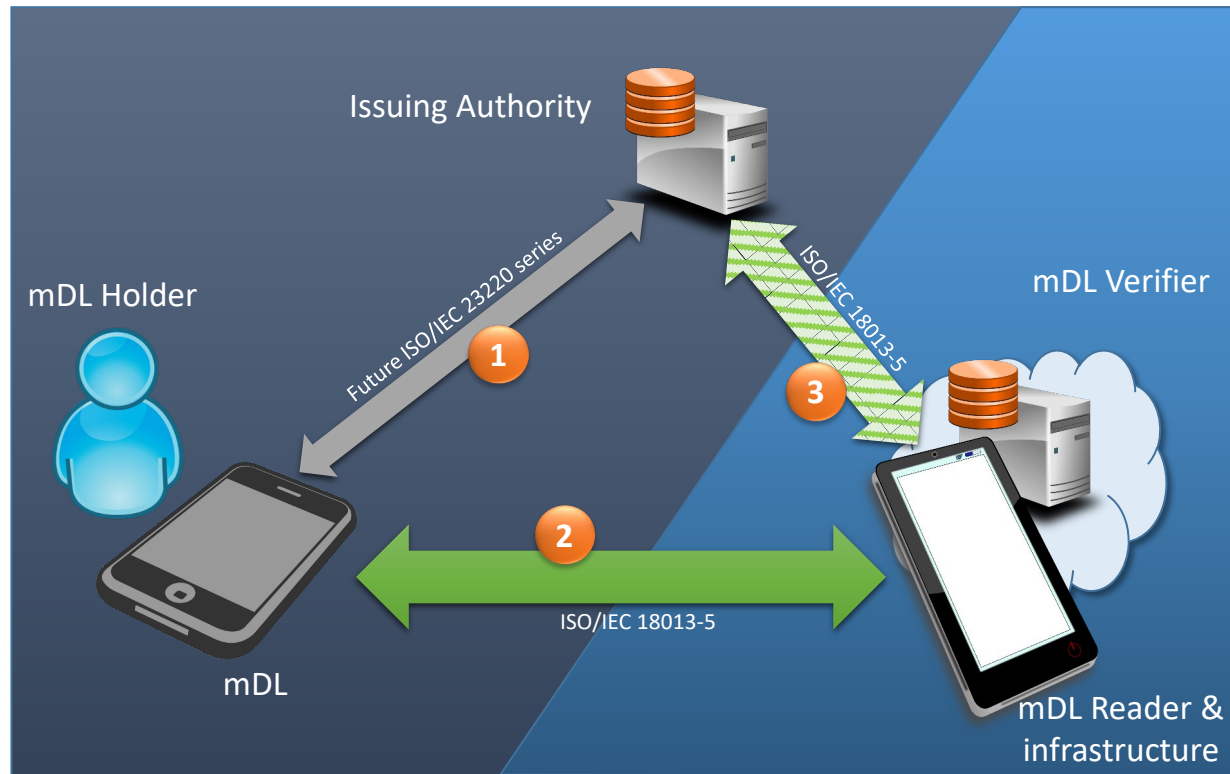 Issuing Authority
Future ISO/IEC 23220 series
ISO/IEC 18013-5
mDL Holder
mDL Verifier
1
3
2
ISO/IEC 18013-5
mDL
mDL Reader &
infrastructure